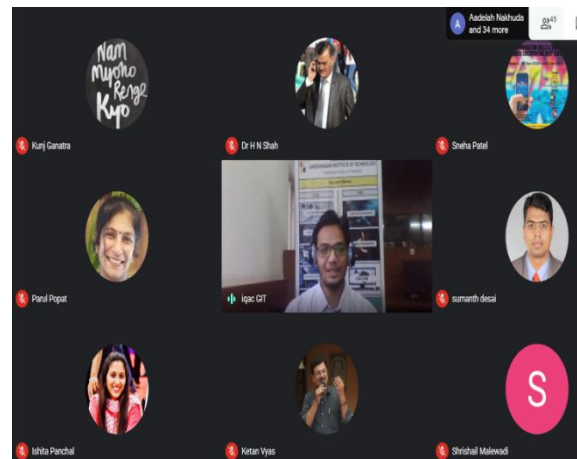 Aadelah Nakhuda
and 34 more
45
A
Nam
Myoho
Renge
Kyo
Kunj Ganatra
Dr H N Shah
Sneha Patel
Parul Popat
iqac GIT
sumanth desai
S
Ishita Panchal
Ketan Vyas
Shrishail Malewadi